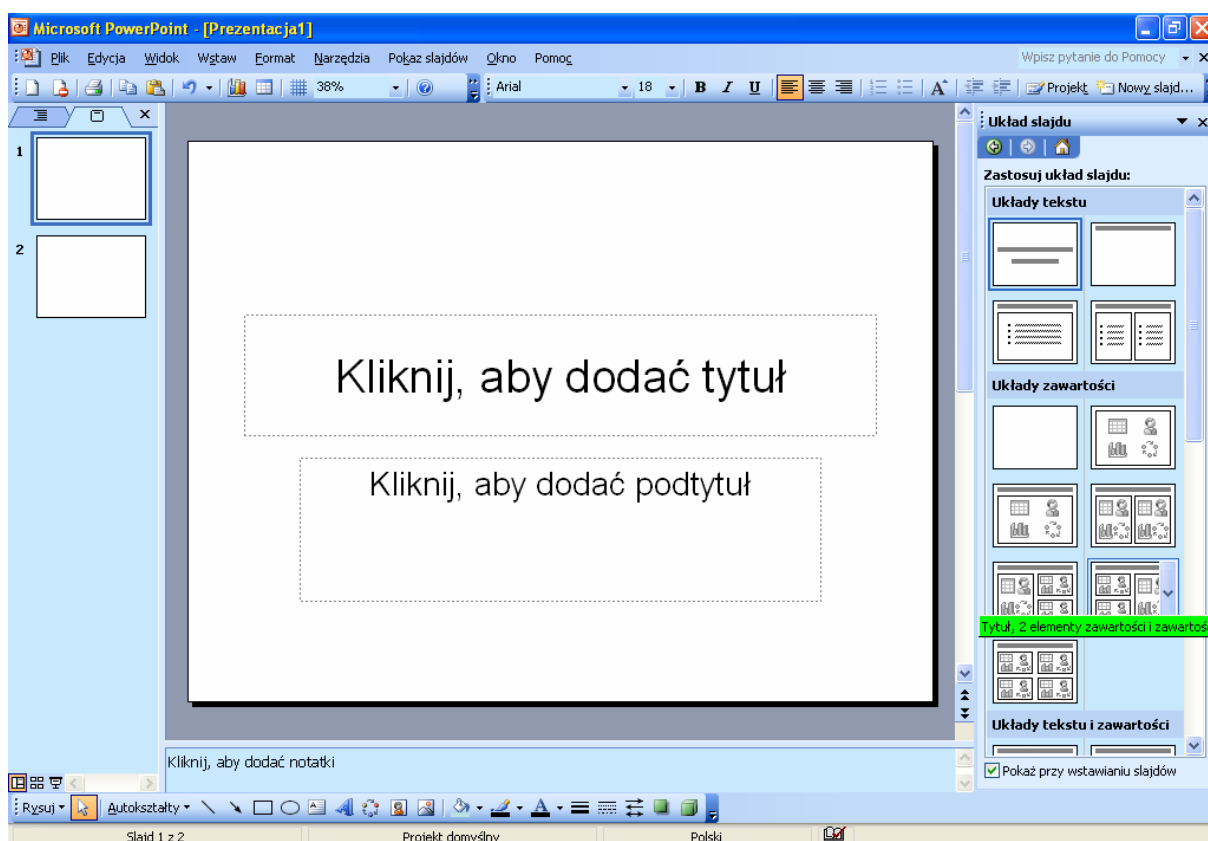 Microsoft PowerPoint - [Prezentacja1]
Plik Edycja Widok Wstaw Format Narzędzia Pokaz slajdów Okno Pomoc Wpisz pytanie do Pomocy
38% Arial 18 B I U A Projekt Nowy slajd...
Układ slajdu
1
2
Zastosuj układ slajdu:
Układy tekstu
Kliknij, aby dodać tytuł
Kliknij, aby dodać podtytuł
Układy zawartości
Tytuł, 2 elementy zawartości i zawartoś
Układy tekstu i zawartości
Kliknij, aby dodać notatki
Pokaż przy wstawianiu slajdów
Rysuj Autokształty A
Slajd 1 z 2 Projekt domyślny Polski